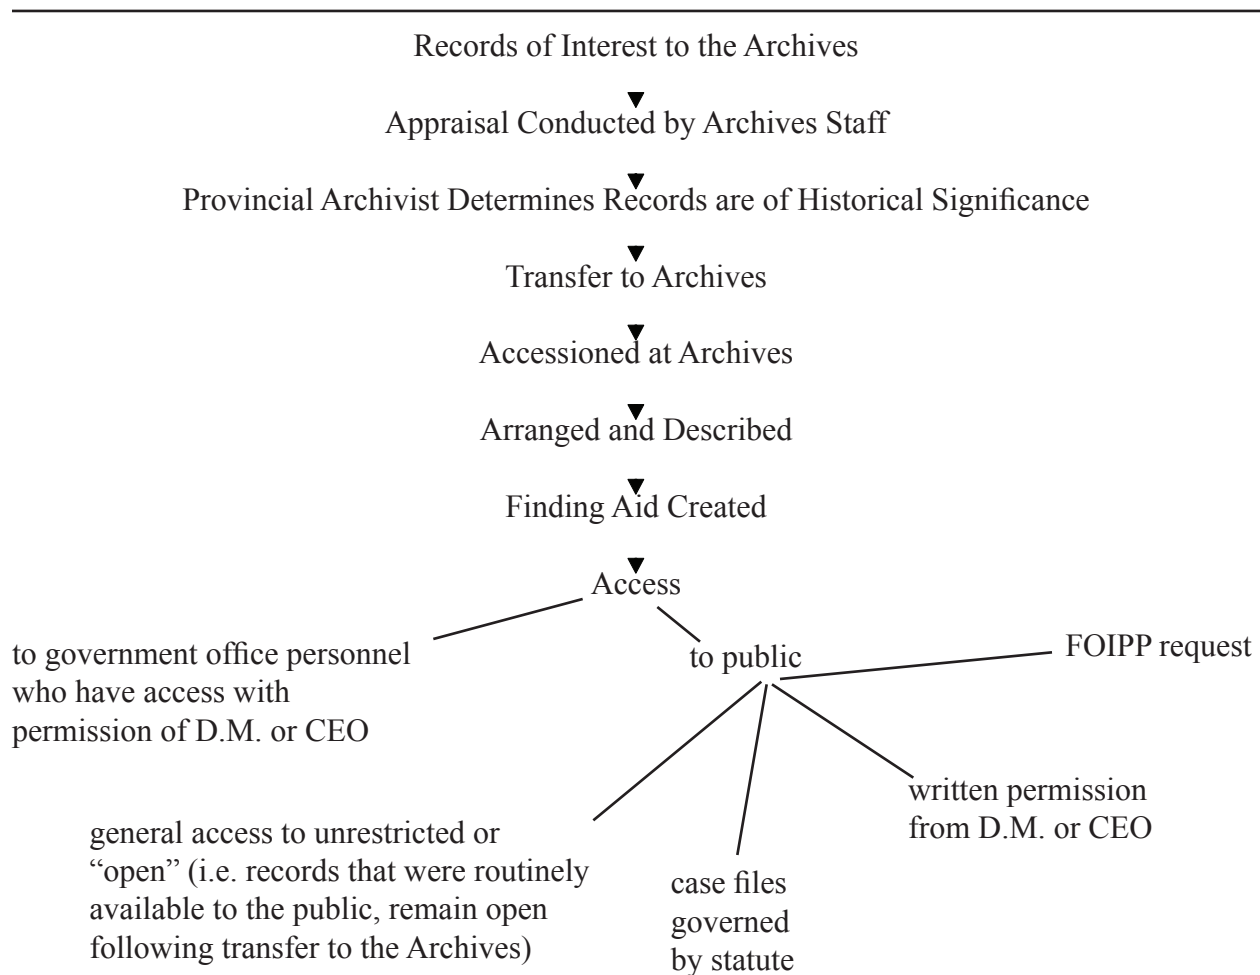 Records of Interest to the Archives
Appraisal Conducted by Archives Staff
Provincial Archivist Determines Records are of Historical Significance
Transfer to Archives
Accessioned at Archives
Arranged and Described
Finding Aid Created
Access
to government office personnel
who have access with
permission of D.M. or CEO
to public
FOIPP request
general access to unrestricted or
“open” (i.e. records that were routinely
available to the public, remain open
following transfer to the Archives)
case files
governed
by statute
written permission
from D.M. or CEO